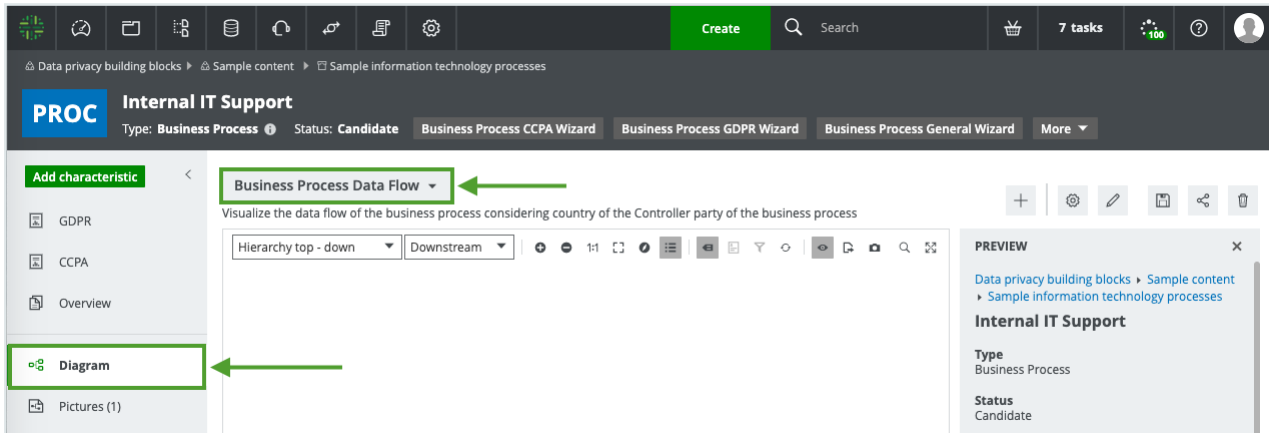 Create
Search
7 tasks
100
Data privacy building blocks
Sample content
Sample information technology processes
PROC
Internal IT Support
Type: Business Process
Status: Candidate
Business Process CCPA Wizard
Business Process GDPR Wizard
Business Process General Wizard
More
Add characteristic
GDPR
CCPA
Overview
Diagram
Pictures (1)
Business Process Data Flow
Visualize the data flow of the business process considering country of the Controller party of the business process
Hierarchy top - down
Downstream
1:1
PREVIEW
Data privacy building blocks ▸ Sample content
▸ Sample information technology processes
Internal IT Support
Type
Business Process
Status
Candidate